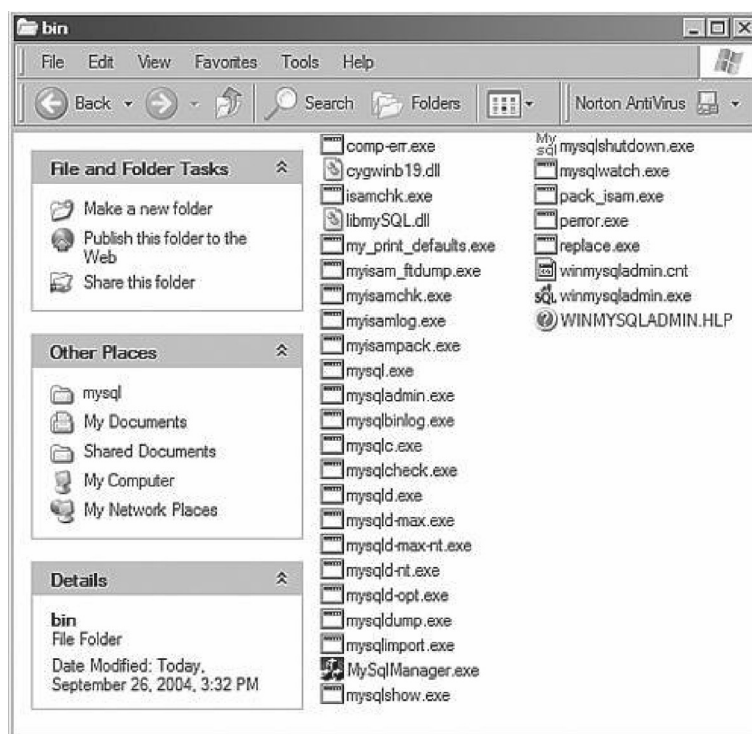 bin
File Edit View Favorites Tools Help
Back Search Folders Norton AntiVirus
File and Folder Tasks
Make a new folder
Publish this folder to the
Web
Share this folder
Other Places
mysql
My Documents
Shared Documents
My Computer
My Network Places
Details
bin
File Folder
Date Modified: Today,
September 26, 2004, 3:32 PM
comp-err.exe
cygwinb19.dll
isamchk.exe
libmySQL.dll
my_print_defaults.exe
myisam_ftdump.exe
myisamchk.exe
myisamlog.exe
myisampack.exe
mysql.exe
mysqladmin.exe
mysqlbinlog.exe
mysqlc.exe
mysqlcheck.exe
mysqld.exe
mysqld-max.exe
mysqld-max-nt.exe
mysqld-nt.exe
mysqld-opt.exe
mysqldump.exe
mysqlimport.exe
MySqlManager.exe
mysqlshow.exe
My
sql mysqlshutdown.exe
mysqlwatch.exe
pack_isam.exe
perror.exe
replace.exe
winmysqladmin.cnt
SQL winmysqladmin.exe
WINMYSQLADMIN.HLP